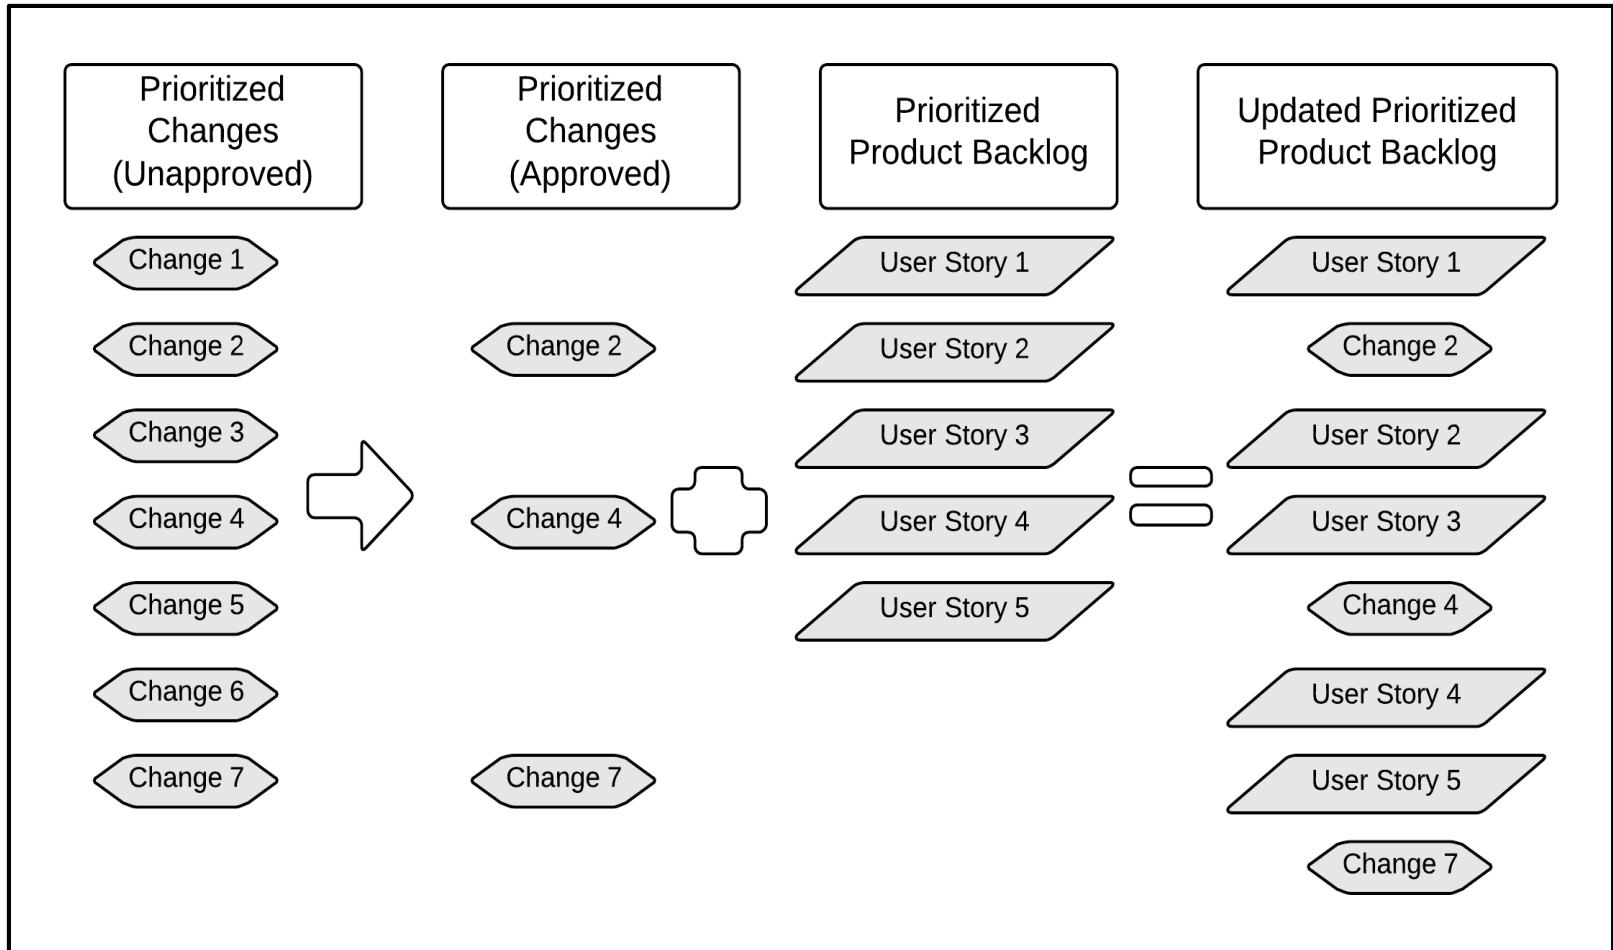 Prioritized
Changes
(Unapproved)
Prioritized
Changes
(Approved)
Prioritized
Product Backlog
Updated Prioritized
Product Backlog
Change 1
User Story 1
User Story 1
Change 2
Change 2
User Story 2
Change 2
Change 3
User Story 3
User Story 2
Change 4
Change 4
User Story 4
User Story 3
Change 5
User Story 5
Change 4
Change 6
User Story 4
Change 7
Change 7
User Story 5
Change 7